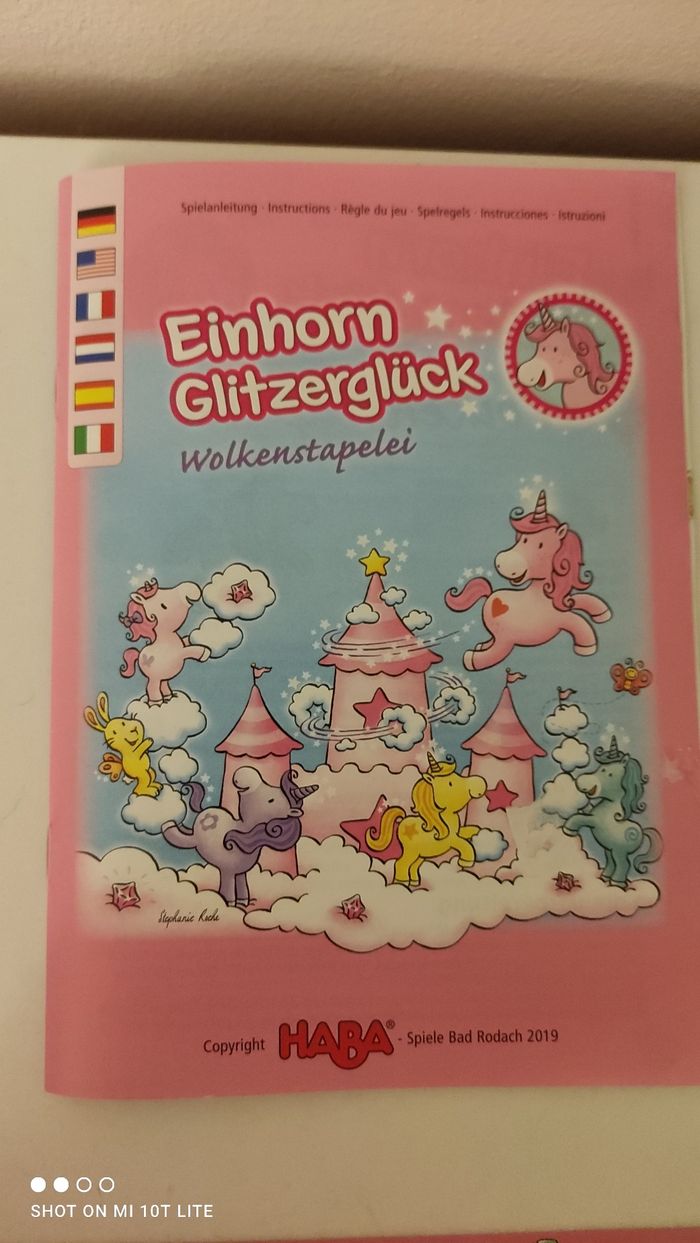 Spielanleitung · Instructions · Règle du jeu · Spelregels · Instrucciones · Istruzioni
Einhorn
Glitzerglück
Wolkenstapelei
Stephanie Roehe
Copyright HABA® - Spiele Bad Rodach 2019
SHOT ON MI 10T LITE